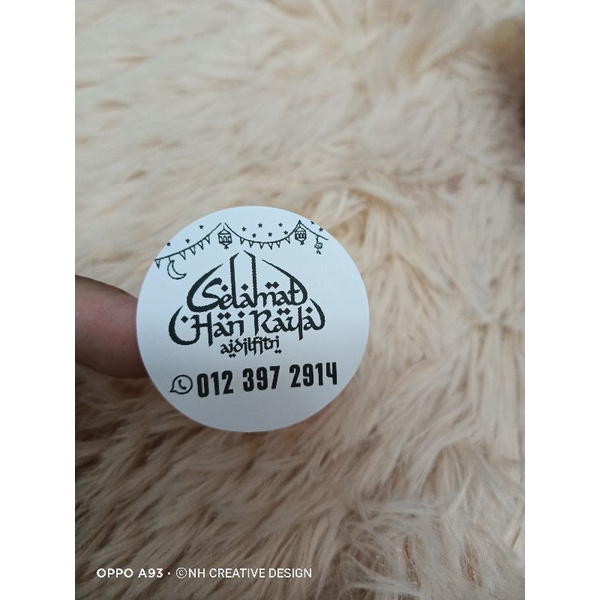 Selamat
Hari Raya
aidilfitri
012 397 2914
OPPO A93 · ©NH CREATIVE DESIGN